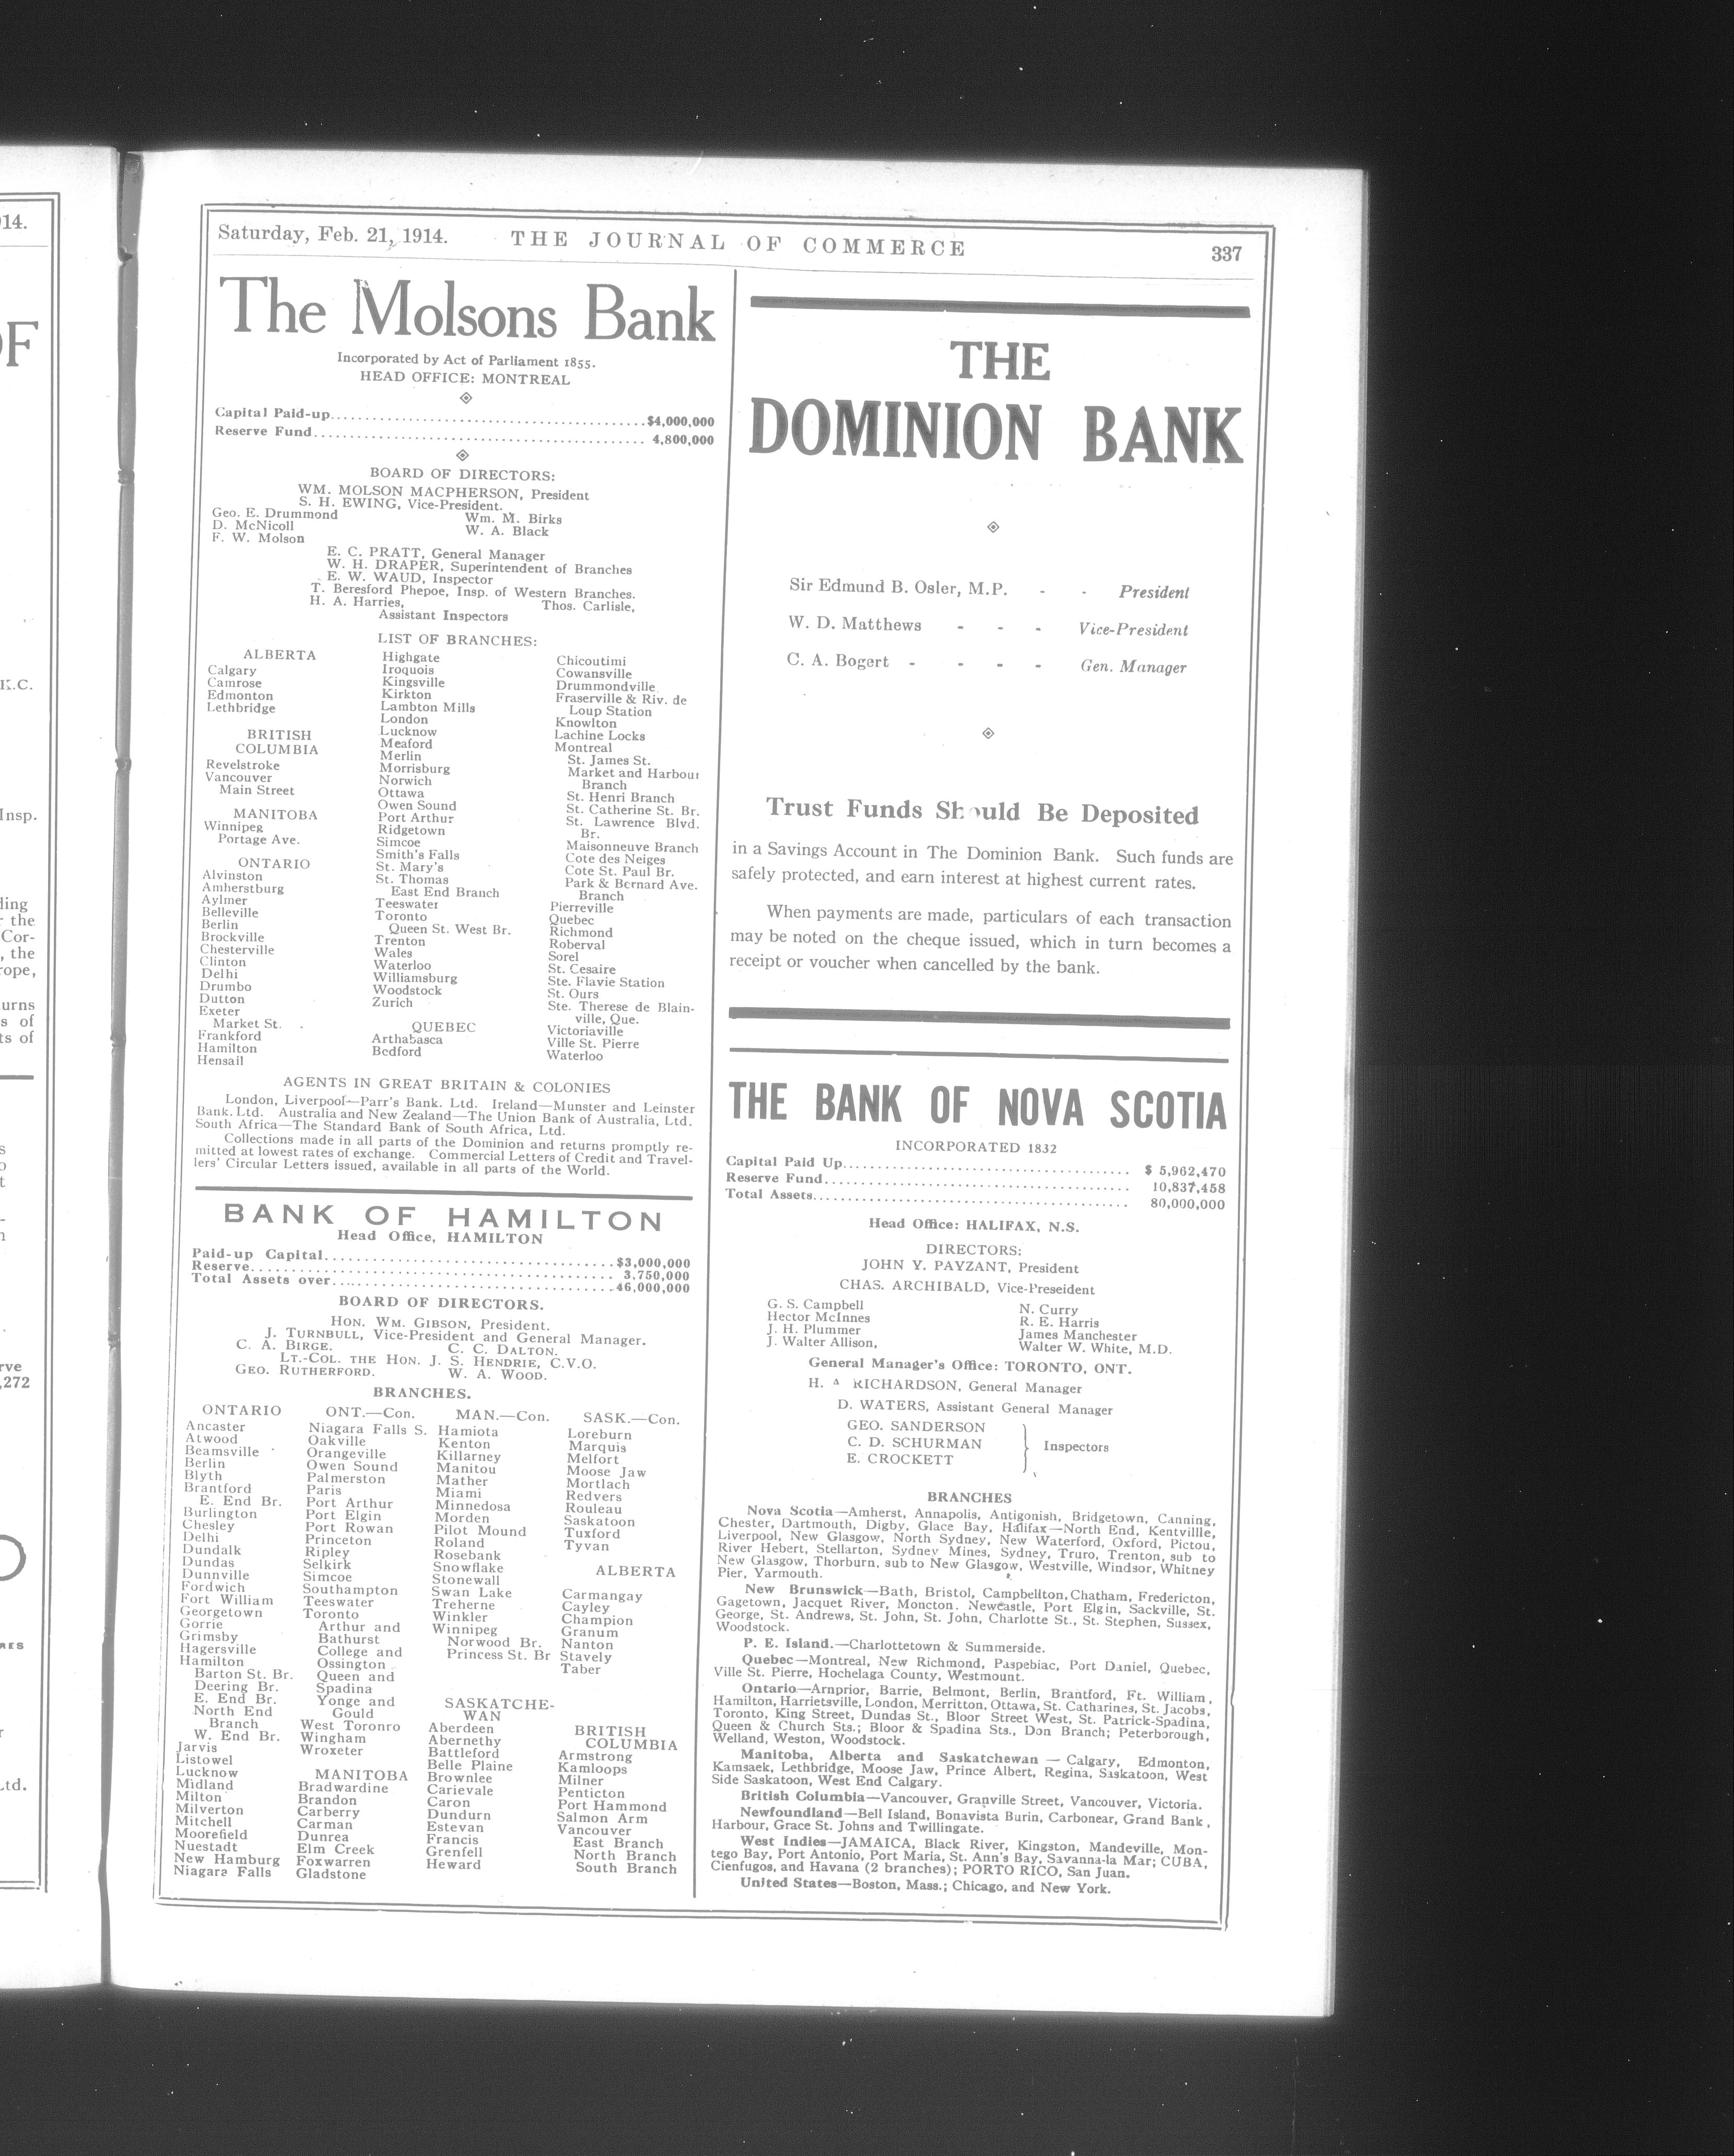 Saturday, Feb. 21, 1914. THE JOURNAL OF COMMERCE 337
The Molsons Bank
Incorporated by Act of Parliament 1855.
HEAD OFFICE: MONTREAL
Capital Paid-up..............................................$4,000,000
Reserve Fund................................................ 4,800,000
BOARD OF DIRECTORS:
WM. MOLSON MACPHERSON, President
S. H. EWING, Vice-President.
Geo. E. Drummond Wm. M. Birks
D. McNicoll W. A. Black
F. W. Molson
E. C. PRATT, General Manager
W. H. DRAPER, Superintendent of Branches
E. W. WAUD, Inspector
T. Beresford Phepoe, Insp. of Western Branches.
H. A. Harries, Thos. Carlisle,
Assistant Inspectors
LIST OF BRANCHES:
ALBERTA
Calgary
Camrose
Edmonton
Lethbridge
BRITISH
COLUMBIA
Revelstroke
Vancouver
Main Street
MANITOBA
Winnipeg
Portage Ave.
ONTARIO
Alvinston
Amherstburg
Aylmer
Belleville
Berlin
Brockville
Chesterville
Clinton
Delhi
Drumbo
Dutton
Exeter
Market St.
Frankford
Hamilton
Hensail
Highgate
Iroquois
Kingsville
Kirkton
Lambton Mills
London
Lucknow
Meaford
Merlin
Morrisburg
Norwich
Ottawa
Owen Sound
Port Arthur
Ridgetown
Simcoe
Smith's Falls
St. Mary's
St. Thomas
East End Branch
Teeswater
Toronto
Queen St. West Br.
Trenton
Wales
Waterloo
Williamsburg
Woodstock
Zurich
QUEBEC
Arthabasca
Bedford
Chicoutimi
Cowansville
Drummondville
Fraserville & Riv. de
Loup Station
Knowlton
Lachine Locks
Montreal
St. James St.
Market and Harbour
Branch
St. Henri Branch
St. Catherine St. Br.
St. Lawrence Blvd.
Br.
Maisonneuve Branch
Cote des Neiges
Cote St. Paul Br.
Park & Bernard Ave.
Branch
Pierreville
Quebec
Richmond
Roberval
Sorel
St. Cesaire
Ste. Flavie Station
St. Ours
Ste. Therese de Blain-
ville, Que.
Victoriaville
Ville St. Pierre
Waterloo
AGENTS IN GREAT BRITAIN & COLONIES
London, Liverpool—Parr's Bank. Ltd. Ireland—Munster and Leinster
Bank. Ltd. Australia and New Zealand—The Union Bank of Australia, Ltd.
South Africa—The Standard Bank of South Africa, Ltd.
Collections made in all parts of the Dominion and returns promptly re-
mitted at lowest rates of exchange. Commercial Letters of Credit and Travel-
lers' Circular Letters issued, available in all parts of the World.
BANK OF HAMILTON
Head Office, HAMILTON
Paid-up Capital......................................$3,000,000
Reserve.................................................. 3,750,000
Total Assets over.....................................46,000,000
BOARD OF DIRECTORS.
HON. WM. GIBSON, President.
J. TURNBULL, Vice-President and General Manager.
C. A. BIRGE. C. C. DALTON.
LT.-COL. THE HON. J. S. HENDRIE, C.V.O.
GEO. RUTHERFORD. W. A. WOOD.
BRANCHES.
ONTARIO
Ancaster
Atwood
Beamsville
Berlin
Blyth
Brantford
E. End Br.
Burlington
Chesley
Delhi
Dundalk
Dundas
Dunnville
Fordwich
Fort William
Georgetown
Gorrie
Grimsby
Hagersville
Hamilton
Barton St. Br.
Deering Br.
E. End Br.
North End
Branch
W. End Br.
Jarvis
Listowel
Lucknow
Midland
Milton
Milverton
Mitchell
Moorefield
Nuestadt
New Hamburg
Niagara Falls
ONT.—Con.
Niagara Falls S.
Oakville
Orangeville
Owen Sound
Palmerston
Paris
Port Arthur
Port Elgin
Port Rowan
Princeton
Ripley
Selkirk
Simcoe
Southampton
Teeswater
Toronto
Arthur and
Bathurst
College and
Ossington
Queen and
Spadina
Yonge and
Gould
West Toronro
Wingham
Wroxeter
MANITOBA
Bradwardine
Brandon
Carberry
Carman
Dunrea
Elm Creek
Foxwarren
Gladstone
MAN.—Con.
Hamiota
Kenton
Killarney
Manitou
Mather
Miami
Minnedosa
Morden
Pilot Mound
Roland
Rosebank
Snowflake
Stonewall
Swan Lake
Treherne
Winkler
Winnipeg
Norwood Br.
Princess St. Br
SASKATCHE-
WAN
Aberdeen
Abernethy
Battleford
Belle Plaine
Brownlee
Carievale
Caron
Dundurn
Estevan
Francis
Grenfell
Heward
SASK.—Con.
Loreburn
Marquis
Melfort
Moose Jaw
Mortlach
Redvers
Rouleau
Saskatoon
Tuxford
Tyvan
ALBERTA
Carmangay
Cayley
Champion
Granum
Nanton
Stavely
Taber
BRITISH
COLUMBIA
Armstrong
Kamloops
Milner
Penticton
Port Hammond
Salmon Arm
Vancouver
East Branch
North Branch
South Branch
THE
DOMINION BANK
Sir Edmund B. Osler, M.P. - - President
W. D. Matthews - - - Vice-President
C. A. Bogert - - - - Gen. Manager
Trust Funds Should Be Deposited
in a Savings Account in The Dominion Bank. Such funds are
safely protected, and earn interest at highest current rates.
When payments are made, particulars of each transaction
may be noted on the cheque issued, which in turn becomes a
receipt or voucher when cancelled by the bank.
THE BANK OF NOVA SCOTIA
INCORPORATED 1832
Capital Paid Up........................................ $ 5,962,470
Reserve Fund........................................... 10,837,458
Total Assets............................................. 80,000,000
Head Office: HALIFAX, N.S.
DIRECTORS:
JOHN Y. PAYZANT, President
CHAS. ARCHIBALD, Vice-Preseident
G. S. Campbell N. Curry
Hector McInnes R. E. Harris
J. H. Plummer James Manchester
J. Walter Allison, Walter W. White, M.D.
General Manager's Office: TORONTO, ONT.
H. A RICHARDSON, General Manager
D. WATERS, Assistant General Manager
GEO. SANDERSON
C. D. SCHURMAN Inspectors
E. CROCKETT
BRANCHES
Nova Scotia—Amherst, Annapolis, Antigonish, Bridgetown, Canning,
Chester, Dartmouth, Digby, Glace Bay, Halifax—North End, Kentvillle,
Liverpool, New Glasgow, North Sydney, New Waterford, Oxford, Pictou,
River Hebert, Stellarton, Sydney Mines, Sydney, Truro, Trenton, sub to
New Glasgow, Thorburn, sub to New Glasgow, Westville, Windsor, Whitney
Pier, Yarmouth.
New Brunswick—Bath, Bristol, Campbellton, Chatham, Fredericton,
Gagetown, Jacquet River, Moncton. Newcastle, Port Elgin, Sackville, St.
George, St. Andrews, St. John, St. John, Charlotte St., St. Stephen, Sussex,
Woodstock.
P. E. Island.—Charlottetown & Summerside.
Quebec—Montreal, New Richmond, Paspebiac, Port Daniel, Quebec,
Ville St. Pierre, Hochelaga County, Westmount.
Ontario—Arnprior, Barrie, Belmont, Berlin, Brantford, Ft. William,
Hamilton, Harrietsville, London, Merritton, Ottawa, St. Catharines, St. Jacobs,
Toronto, King Street, Dundas St., Bloor Street West, St. Patrick-Spadina,
Queen & Church Sts.; Bloor & Spadina Sts., Don Branch; Peterborough,
Welland, Weston, Woodstock.
Manitoba, Alberta and Saskatchewan — Calgary, Edmonton,
Kamsaek, Lethbridge, Moose Jaw, Prince Albert, Regina, Saskatoon, West
Side Saskatoon, West End Calgary.
British Columbia—Vancouver, Granville Street, Vancouver, Victoria.
Newfoundland—Bell Island, Bonavista Burin, Carbonear, Grand Bank,
Harbour, Grace St. Johns and Twillingate.
West Indies—JAMAICA, Black River, Kingston, Mandeville, Mon-
tego Bay, Port Antonio, Port Maria, St. Ann's Bay, Savanna-la Mar; CUBA,
Cienfugos, and Havana (2 branches); PORTO RICO, San Juan.
United States—Boston, Mass.; Chicago, and New York.